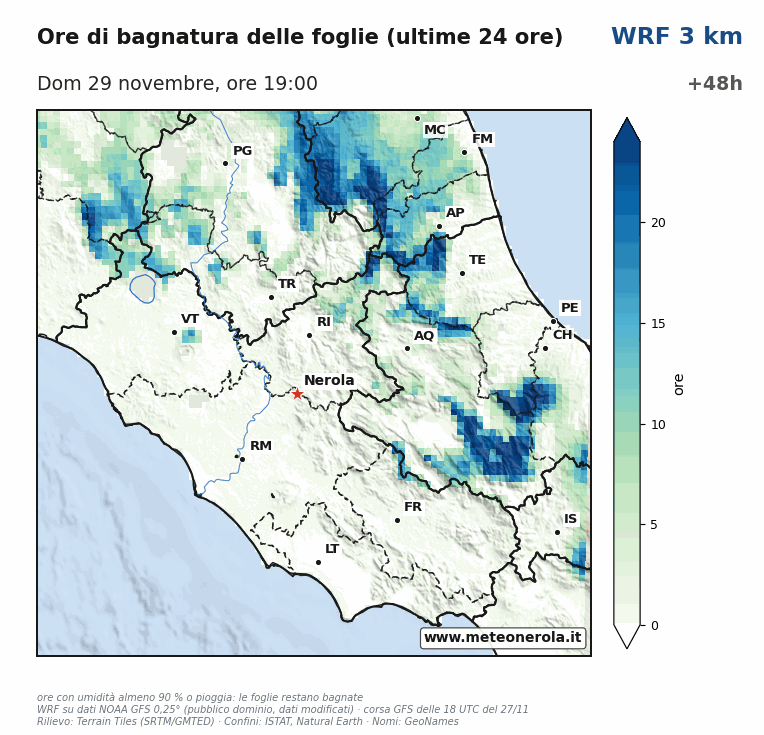 Ore di bagnatura delle foglie (ultime 24 ore)
WRF 3 km
Dom 29 novembre, ore 19:00
+48h
MC
FM
PG
AP
TE
TR
PE
VT
RI
AQ
CH
Nerola
RM
FR
IS
LT
www.meteonerola.it
20
15
10
5
0
ore
ore con umidità almeno 90 % o pioggia: le foglie restano bagnate
WRF su dati NOAA GFS 0,25° (pubblico dominio, dati modificati) · corsa GFS delle 18 UTC del 27/11
Rilievo: Terrain Tiles (SRTM/GMTED) · Confini: ISTAT, Natural Earth · Nomi: GeoNames